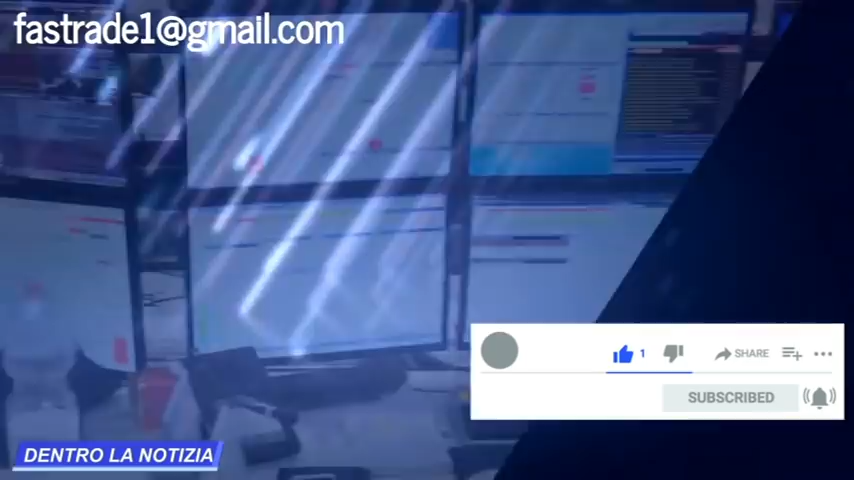 fastrade1@gmail.com
1 SHARE
SUBSCRIBED
DENTRO LA NOTIZIA